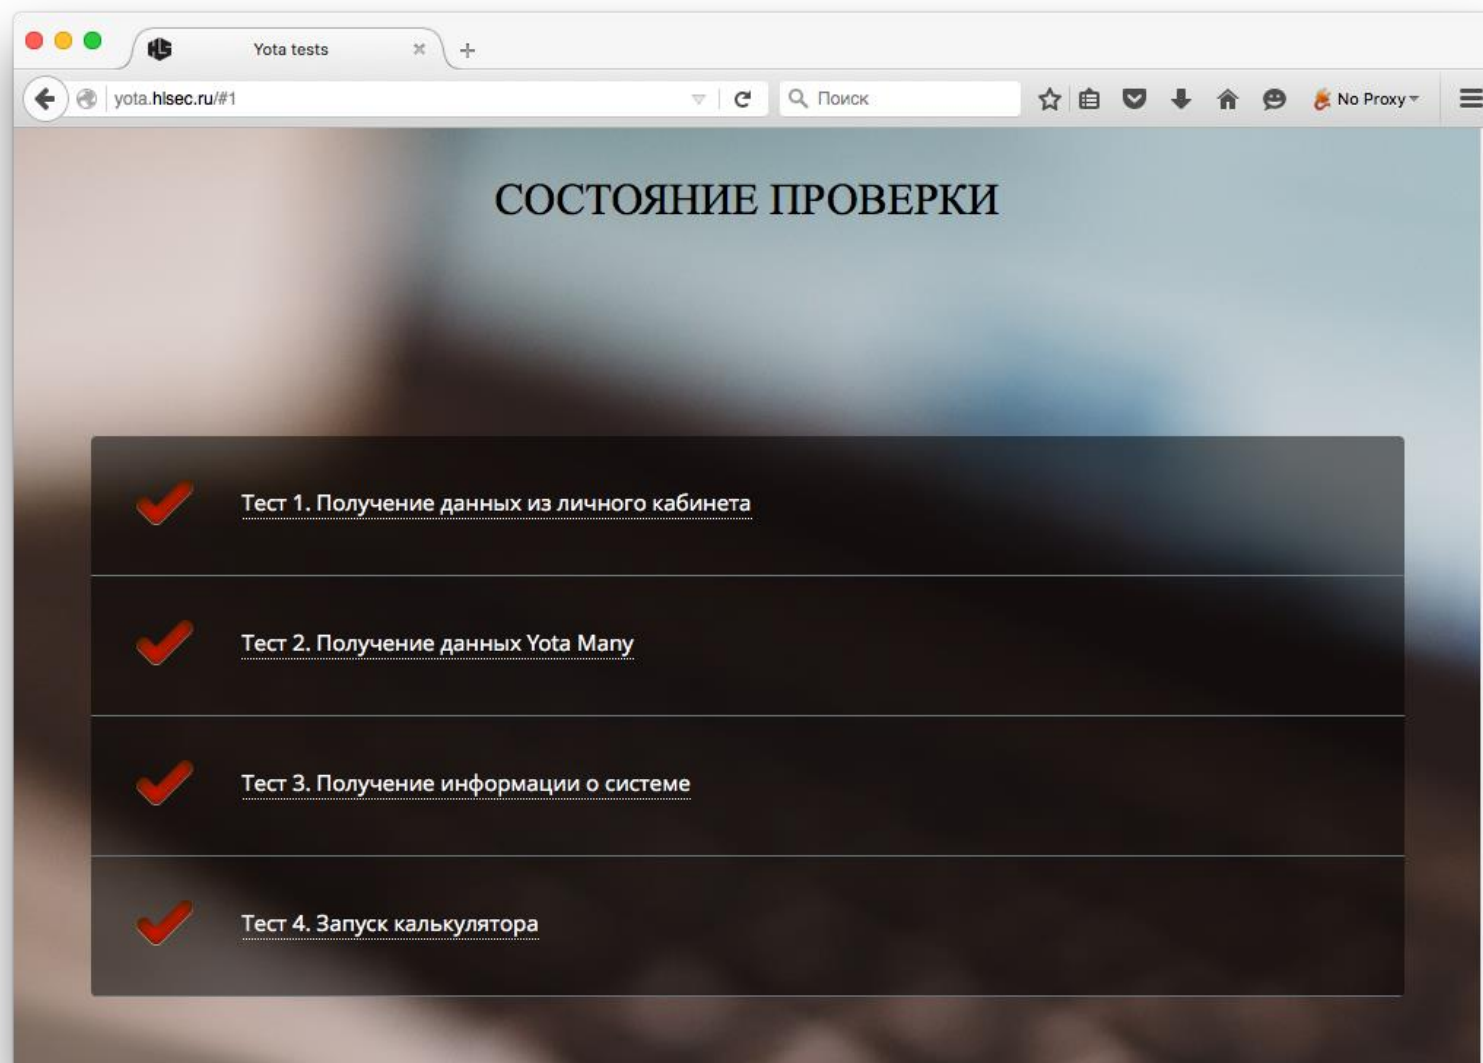 Yota tests
yota.hlsec.ru/#1
Поиск
No Proxy
СОСТОЯНИЕ ПРОВЕРКИ
Тест 1. Получение данных из личного кабинета
Тест 2. Получение данных Yota Many
Тест 3. Получение информации о системе
Тест 4. Запуск калькулятора